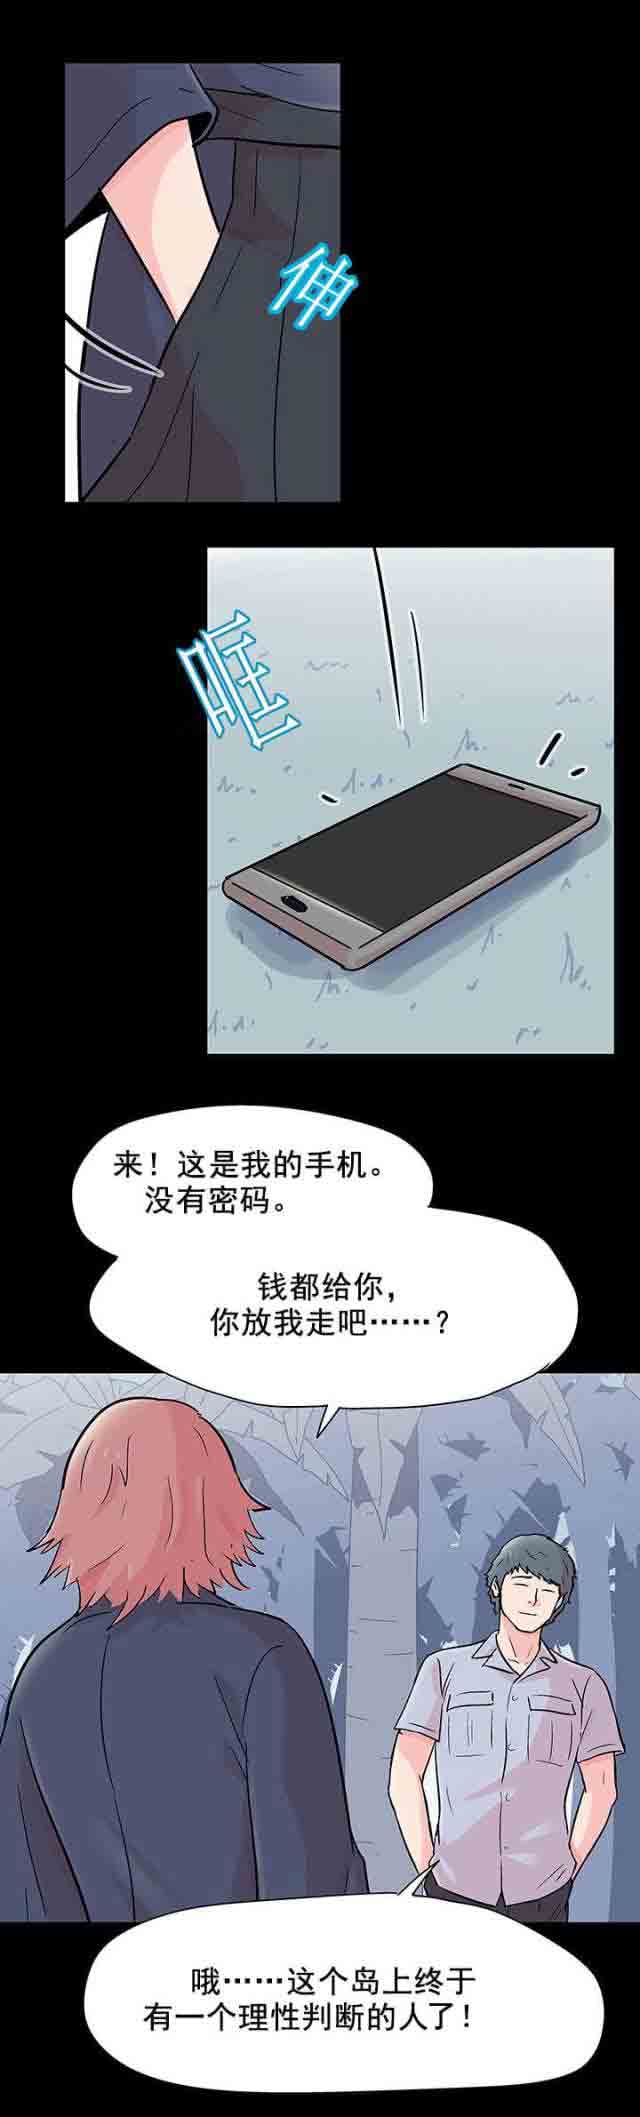 伸
哐
来！这是我的手机。
没有密码。
钱都给你，
你放我走吧……？
哦……这个岛上终于
有一个理性判断的人了！